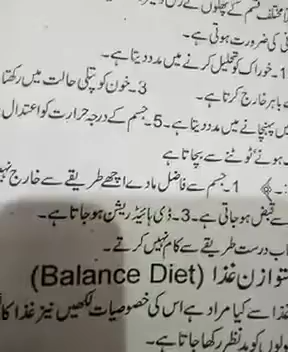 مختلف قسم کے پھلوں کے رس
کی ضرورت ہوتی ہے۔
1۔ خوراک کو تحلیل کرنے میں مدد دیتا ہے۔
3۔ خون کو پتلی حالت میں رکھتا
سے باہر خارج کرتا ہے۔
میں پہنچانے میں مدد دیتا ہے۔ 5۔ جسم کے درجہ حرارت کو اعتدال
ہونے ٹوٹنے سے بچاتا ہے
1۔ جسم سے فاضل مادے اچھے طریقے سے خارج نہیں
سے قبض ہو جاتی ہے۔ 3۔ ڈی ہائیڈریشن ہو جاتا ہے۔
درست طریقے سے کام نہیں کرتے۔
متوازن غذا (Balance Diet)
غذا سے کیا مراد ہے اس کی خصوصیات لکھیں نیز غذا کا
کو مدنظر رکھا جاتا ہے۔